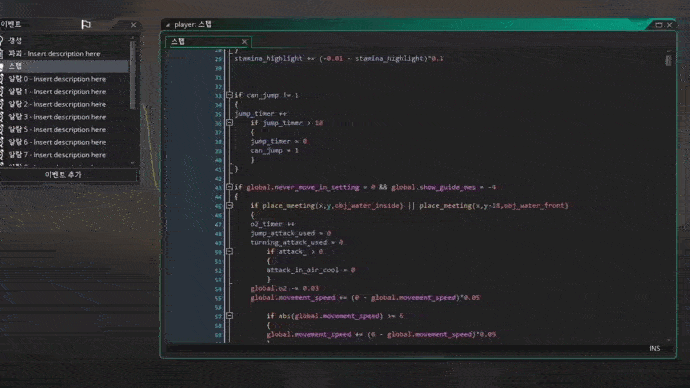 이벤트
생성
파괴 - Insert description here
스텝
알람 0 - Insert description here
알람 1 - Insert description here
알람 2 - Insert description here
알람 3 - Insert description here
알람 5 - Insert description here
알람 6 - Insert description here
알람 7 - Insert description here
이벤트 추가
player: 스텝
스텝
29 stamina_highlight += (-0.01 - stamina_highlight)*0.1
30
31
32
33 if can_jump != 1
34 {
35 jump_timer ++
36 if jump_timer > 18
37 {
38 jump_timer = 0
39 can_jump = 1
40 }
41 }
42
43 if global.never_move_in_setting = 0 && global.show_guide_mes = -4
44 {
45 if place_meeting(x,y,obj_water_inside) || place_meeting(x,y-18,obj_water_front)
46 {
47 o2_timer ++
48 jump_attack_used = 0
49 turning_attack_used = 0
50 if attack_ > 0
51 {
52 attack_in_air_cool = 0
53 }
54 global.o2 -= 0.03
55 global.movement_speed += (0 - global.movement_speed)*0.05
56
57 if abs(global.movement_speed) >= 6
58 {
59 global.movement_speed += (6 - global.movement_speed)*0.05
INS